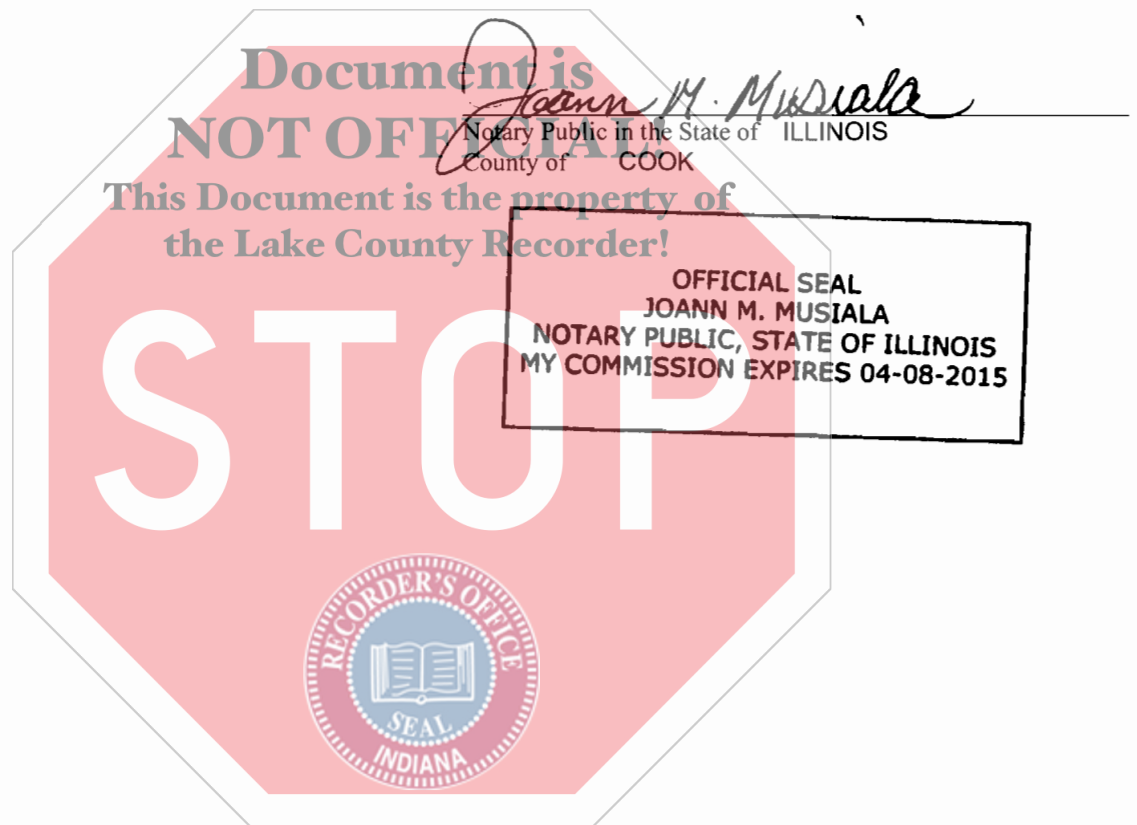 Document is
NOT OFFICIAL!
This Document is the property of
the Lake County Recorder!
STOP
RECORDER'S OFFICE
SEAL
INDIANA
Joann M. Musiala
Notary Public in the State of ILLINOIS
County of COOK
OFFICIAL SEAL
JOANN M. MUSIALA
NOTARY PUBLIC, STATE OF ILLINOIS
MY COMMISSION EXPIRES 04-08-2015